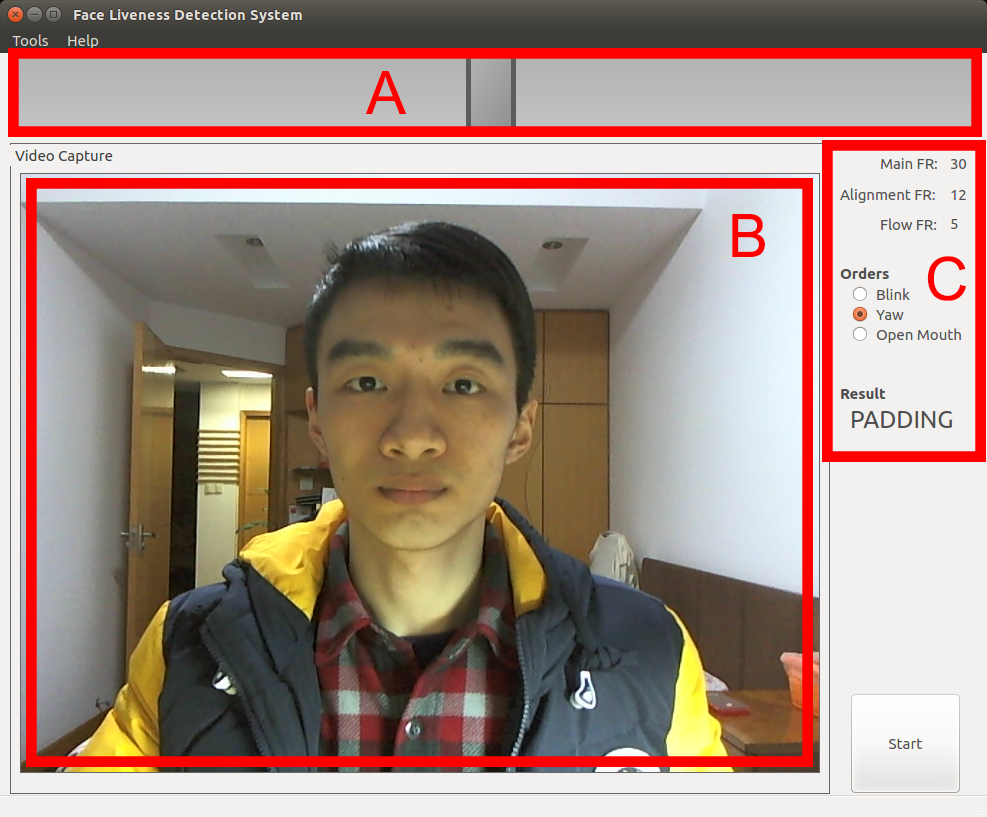 Face Liveness Detection System
Tools Help
A
Video Capture
B
Main FR: 30
Alignment FR: 12
Flow FR: 5
C
Orders
Blink
Yaw
Open Mouth
Result
PADDING
Start